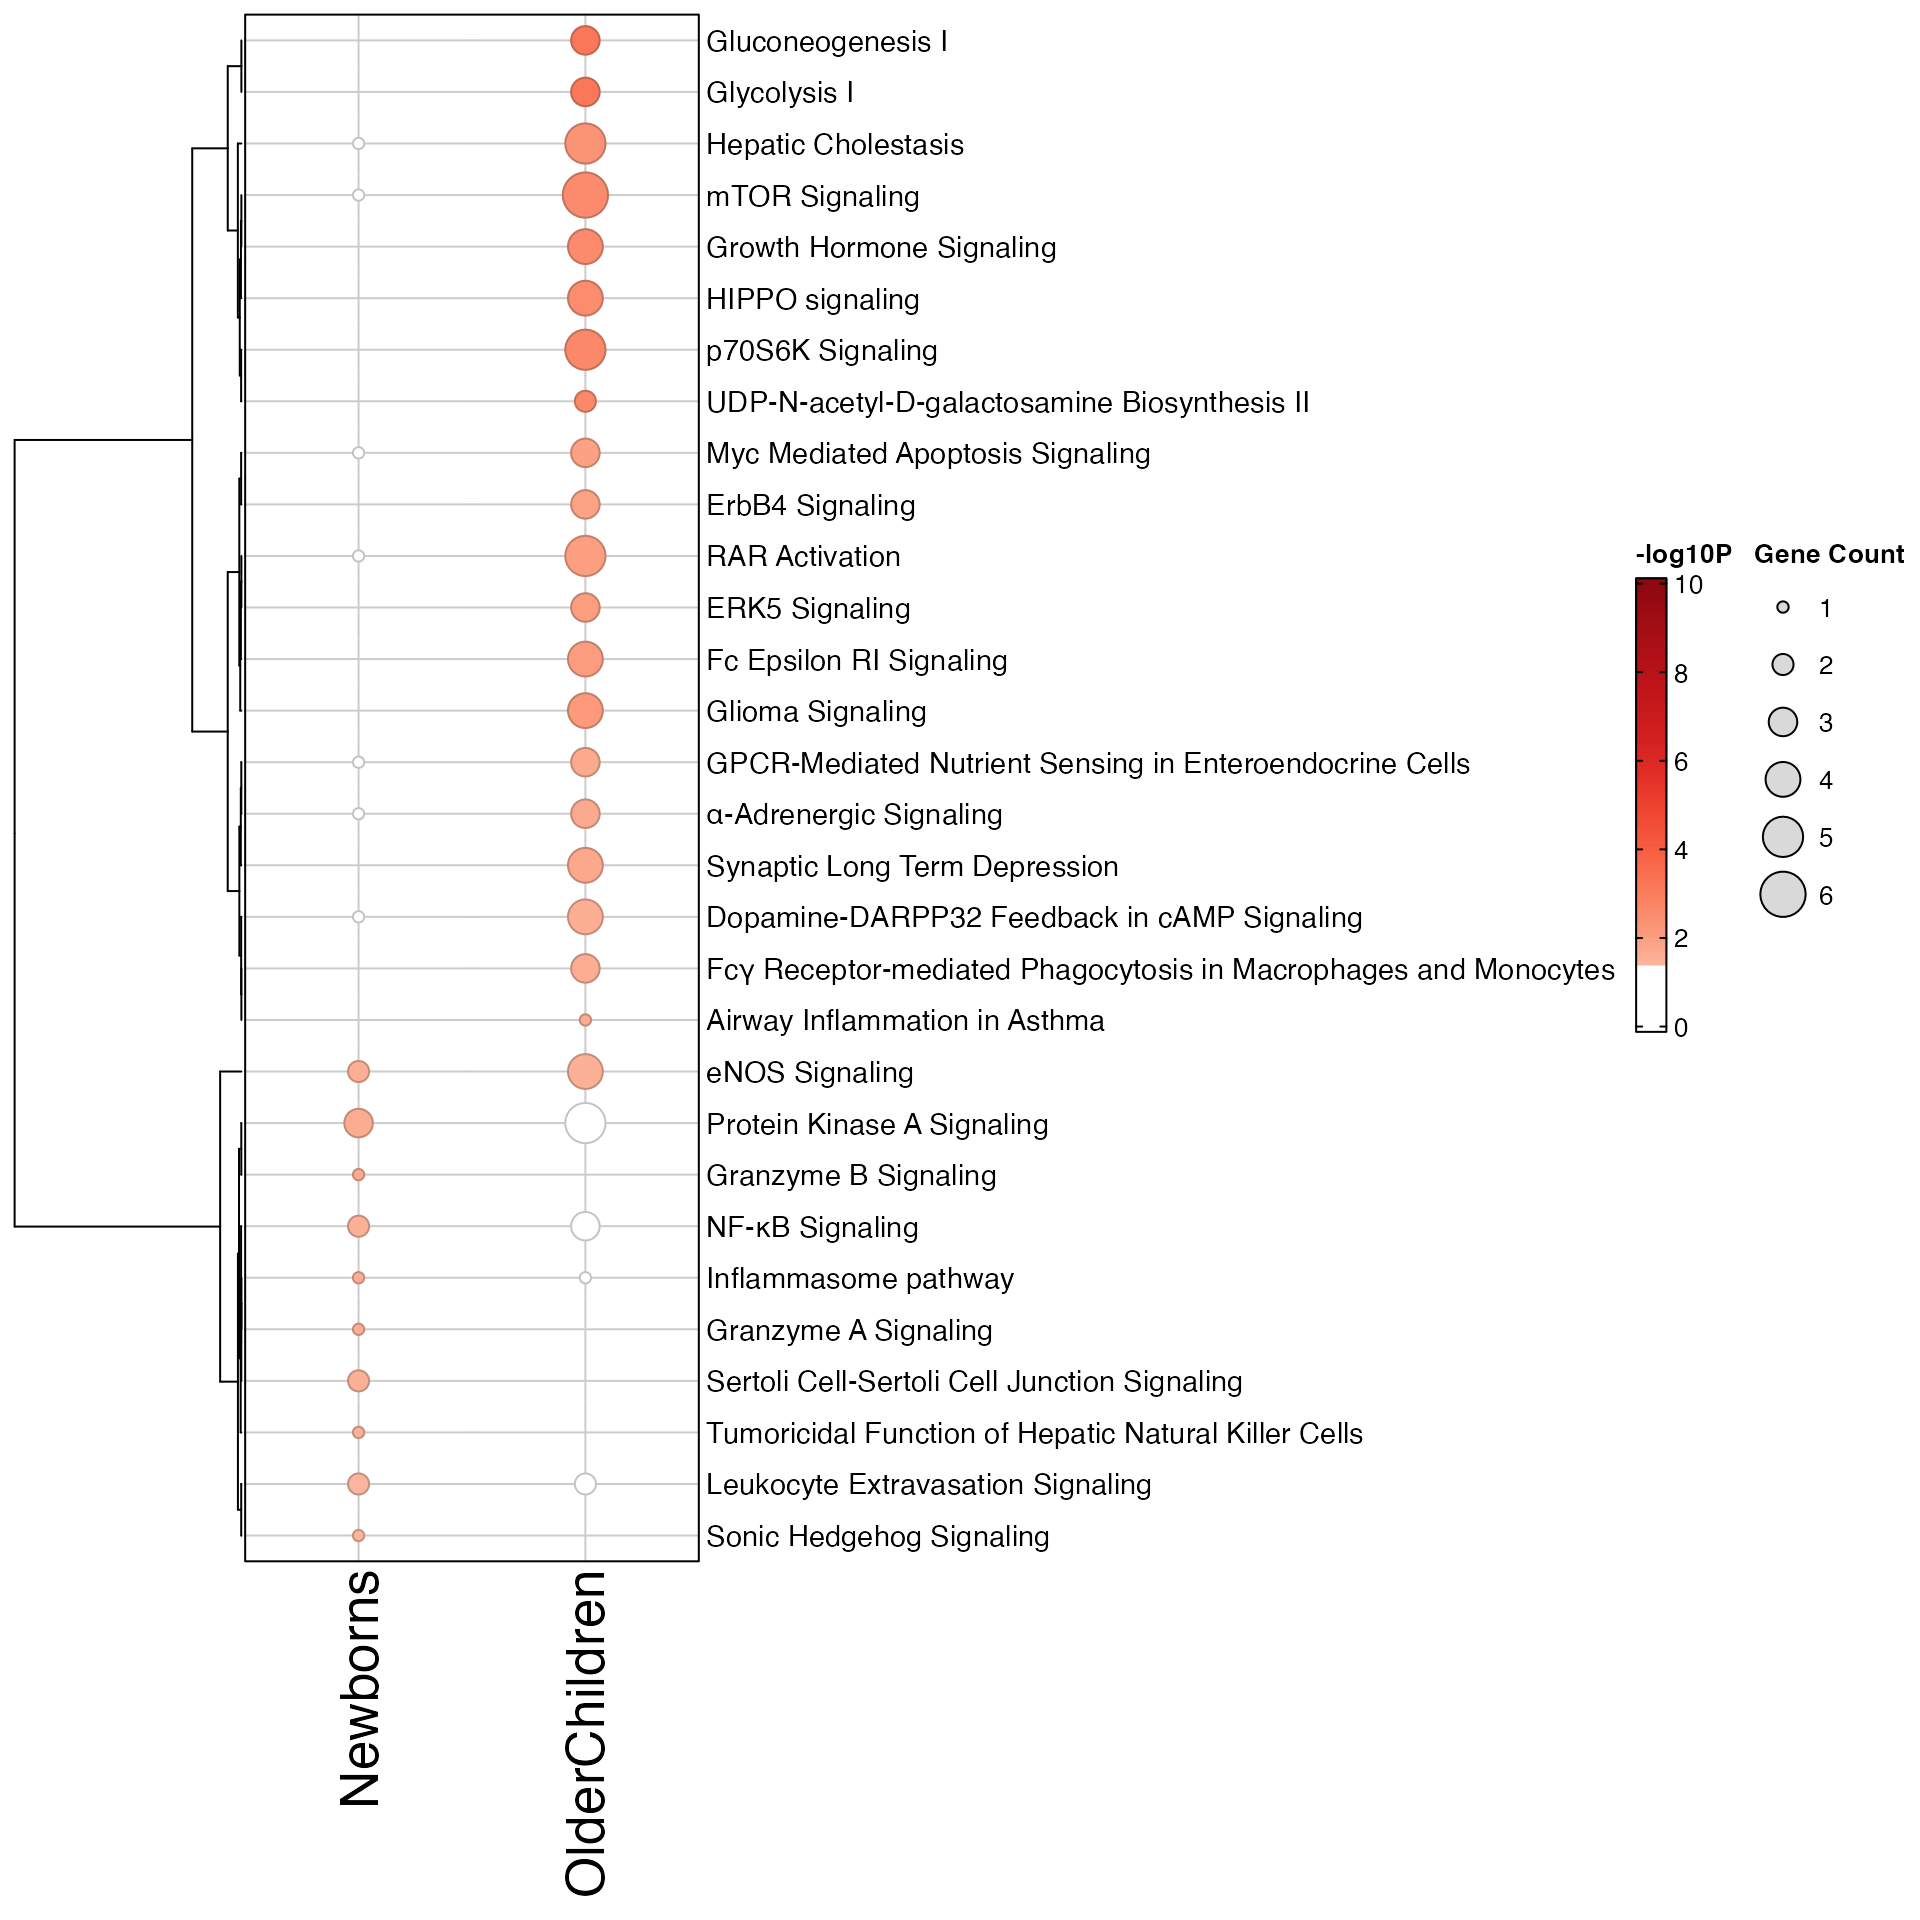 Gluconeogenesis I
Glycolysis I
Hepatic Cholestasis
mTOR Signaling
Growth Hormone Signaling
HIPPO signaling
p70S6K Signaling
UDP-N-acetyl-D-galactosamine Biosynthesis II
Myc Mediated Apoptosis Signaling
ErbB4 Signaling
RAR Activation
ERK5 Signaling
Fc Epsilon RI Signaling
Glioma Signaling
GPCR-Mediated Nutrient Sensing in Enteroendocrine Cells
α-Adrenergic Signaling
Synaptic Long Term Depression
Dopamine-DARPP32 Feedback in cAMP Signaling
Fcγ Receptor-mediated Phagocytosis in Macrophages and Monocytes
Airway Inflammation in Asthma
eNOS Signaling
Protein Kinase A Signaling
Granzyme B Signaling
NF-κB Signaling
Inflammasome pathway
Granzyme A Signaling
Sertoli Cell-Sertoli Cell Junction Signaling
Tumoricidal Function of Hepatic Natural Killer Cells
Leukocyte Extravasation Signaling
Sonic Hedgehog Signaling
Newborns
OlderChildren
-log10P
10
8
6
4
2
0
Gene Count
1
2
3
4
5
6